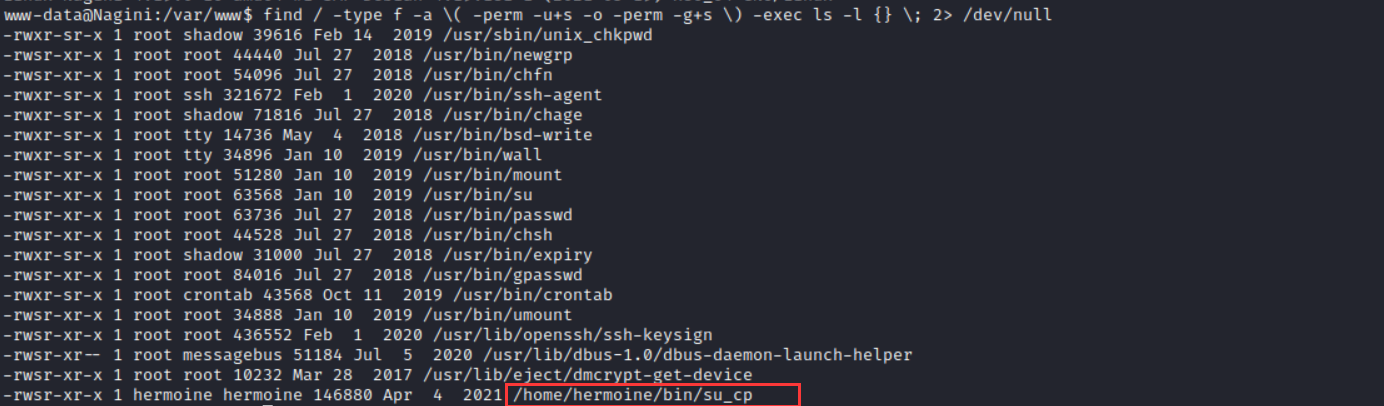 www-data@Nagini:/var/www$ find / -type f -a \( -perm -u+s -o -perm -g+s \) -exec ls -l {} \; 2> /dev/null
-rwxr-sr-x 1 root shadow 39616 Feb 14  2019 /usr/sbin/unix_chkpwd
-rwsr-xr-x 1 root root 44440 Jul 27  2018 /usr/bin/newgrp
-rwsr-xr-x 1 root root 54096 Jul 27  2018 /usr/bin/chfn
-rwxr-sr-x 1 root ssh 321672 Feb  1  2020 /usr/bin/ssh-agent
-rwxr-sr-x 1 root shadow 71816 Jul 27  2018 /usr/bin/chage
-rwxr-sr-x 1 root tty 14736 May  4  2018 /usr/bin/bsd-write
-rwxr-sr-x 1 root tty 34896 Jan 10  2019 /usr/bin/wall
-rwsr-xr-x 1 root root 51280 Jan 10  2019 /usr/bin/mount
-rwsr-xr-x 1 root root 63568 Jan 10  2019 /usr/bin/su
-rwsr-xr-x 1 root root 63736 Jul 27  2018 /usr/bin/passwd
-rwsr-xr-x 1 root root 44528 Jul 27  2018 /usr/bin/chsh
-rwxr-sr-x 1 root shadow 31000 Jul 27  2018 /usr/bin/expiry
-rwsr-xr-x 1 root root 84016 Jul 27  2018 /usr/bin/gpasswd
-rwxr-sr-x 1 root crontab 43568 Oct 11  2019 /usr/bin/crontab
-rwsr-xr-x 1 root root 34888 Jan 10  2019 /usr/bin/umount
-rwsr-xr-x 1 root root 436552 Feb  1  2020 /usr/lib/openssh/ssh-keysign
-rwsr-xr-- 1 root messagebus 51184 Jul  5  2020 /usr/lib/dbus-1.0/dbus-daemon-launch-helper
-rwsr-xr-x 1 root root 10232 Mar 28  2017 /usr/lib/eject/dmcrypt-get-device
-rwsr-xr-x 1 hermoine hermoine 146880 Apr  4  2021 /home/hermoine/bin/su_cp